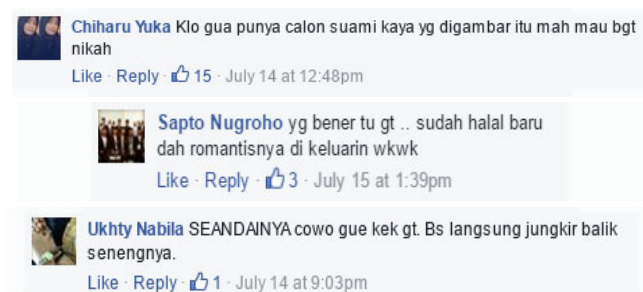 Chiharu Yuka Klo gua punya calon suami kaya yg digambar itu mah mau bgt
nikah
Like · Reply · 15 · July 14 at 12:48pm
Sapto Nugroho yg bener tu gt .. sudah halal baru
dah romantisnya di keluarin wkwk
Like · Reply · 3 · July 15 at 1:39pm
Ukhty Nabila SEANDAINYA cowo gue kek gt. Bs langsung jungkir balik
senengnya.
Like · Reply · 1 · July 14 at 9:03pm